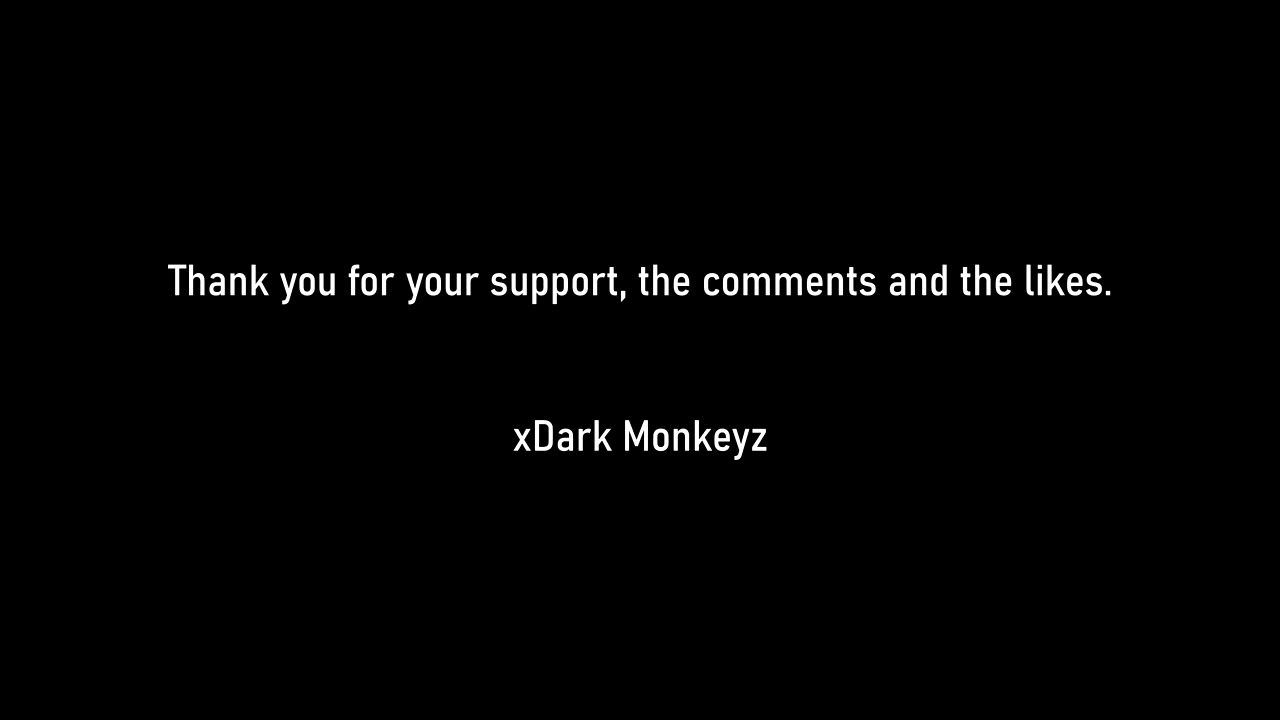 Thank you for your support, the comments and the likes.
xDark Monkeyz